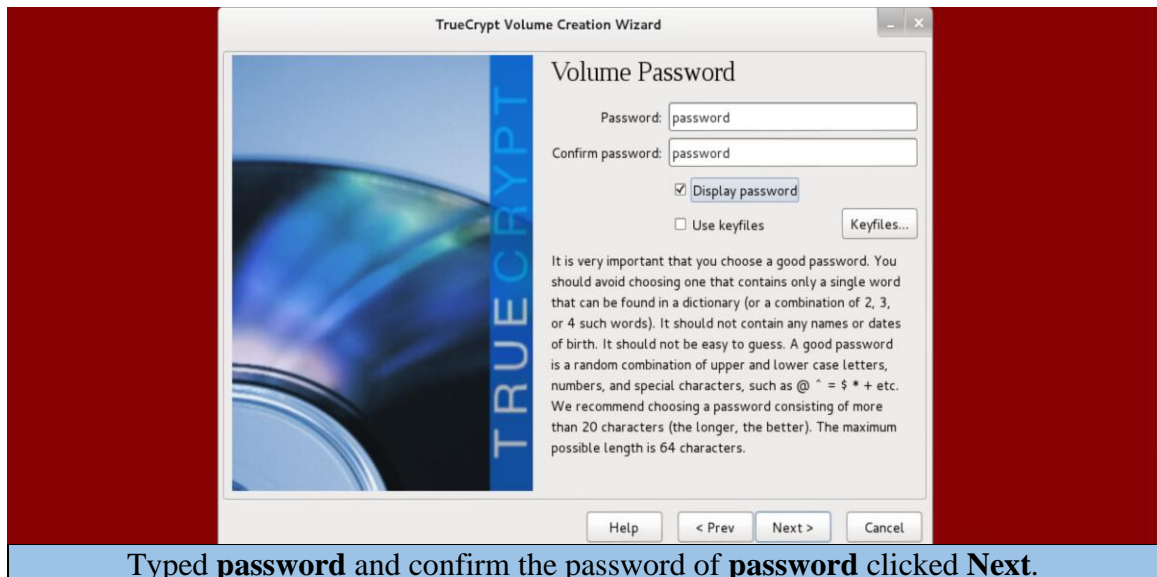 TrueCrypt Volume Creation Wizard
TRUECRYPT
Volume Password
Password: password
Confirm password: password
Display password
Use keyfiles
Keyfiles...
It is very important that you choose a good password. You
should avoid choosing one that contains only a single word
that can be found in a dictionary (or a combination of 2, 3,
or 4 such words). It should not contain any names or dates
of birth. It should not be easy to guess. A good password
is a random combination of upper and lower case letters,
numbers, and special characters, such as @ ^ = $ * + etc.
We recommend choosing a password consisting of more
than 20 characters (the longer, the better). The maximum
possible length is 64 characters.
Help < Prev Next > Cancel
Typed password and confirm the password of password clicked Next.